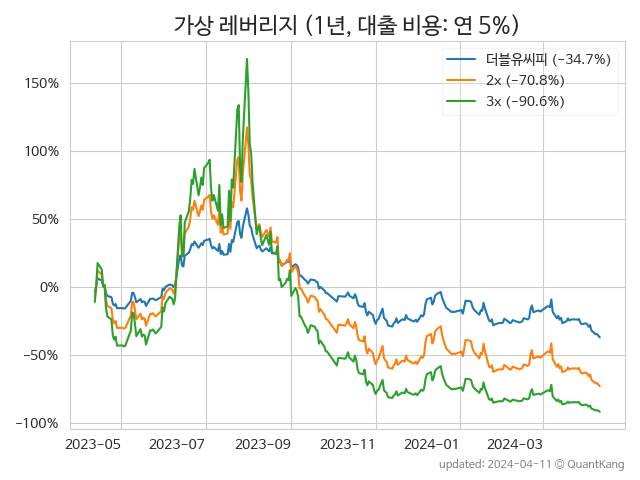 가상 레버리지 (1년, 대출 비용: 연 5%)
더블유씨피 (−34.7%)
2x (−70.8%)
3x (−90.6%)
150%
100%
50%
0%
−50%
−100%
2023-05 2023-07 2023-09 2023-11 2024-01 2024-03
updated: 2024-04-11 © QuantKang